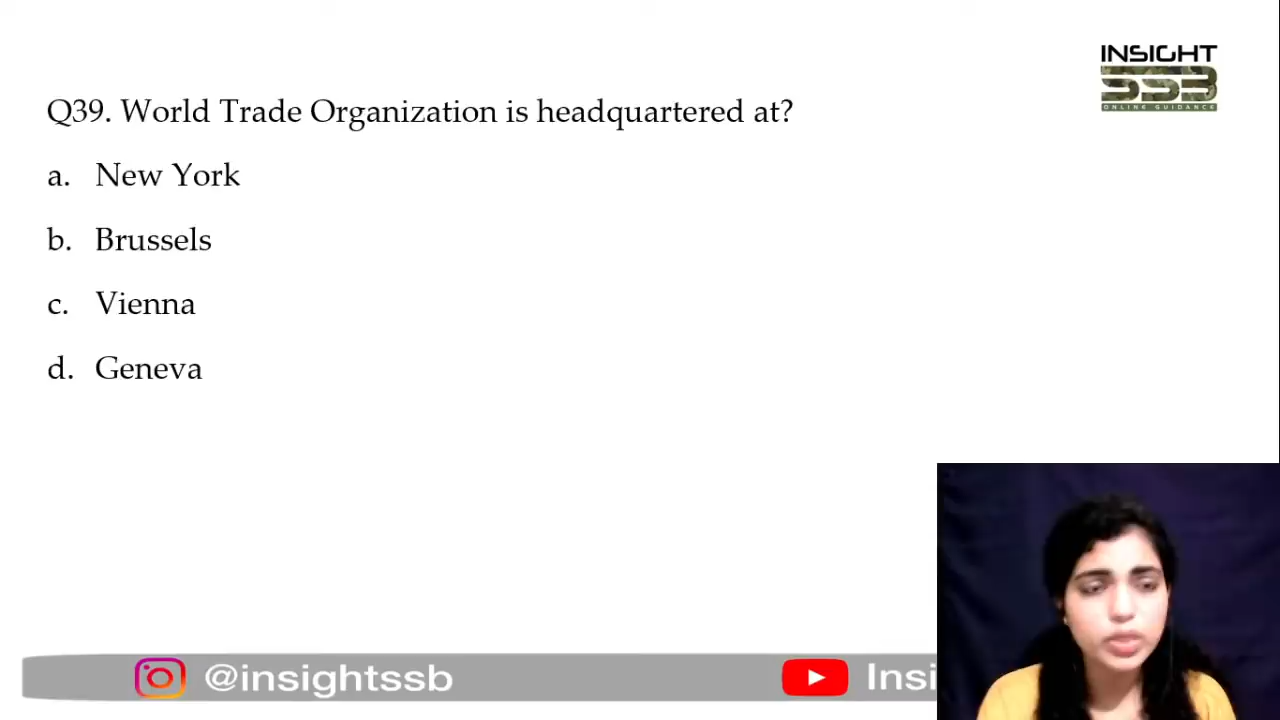 INSIGHT
SSB
ONLINE GUIDANCE
Q39. World Trade Organization is headquartered at?
a. New York
b. Brussels
c. Vienna
d. Geneva
@insightssb
Insi